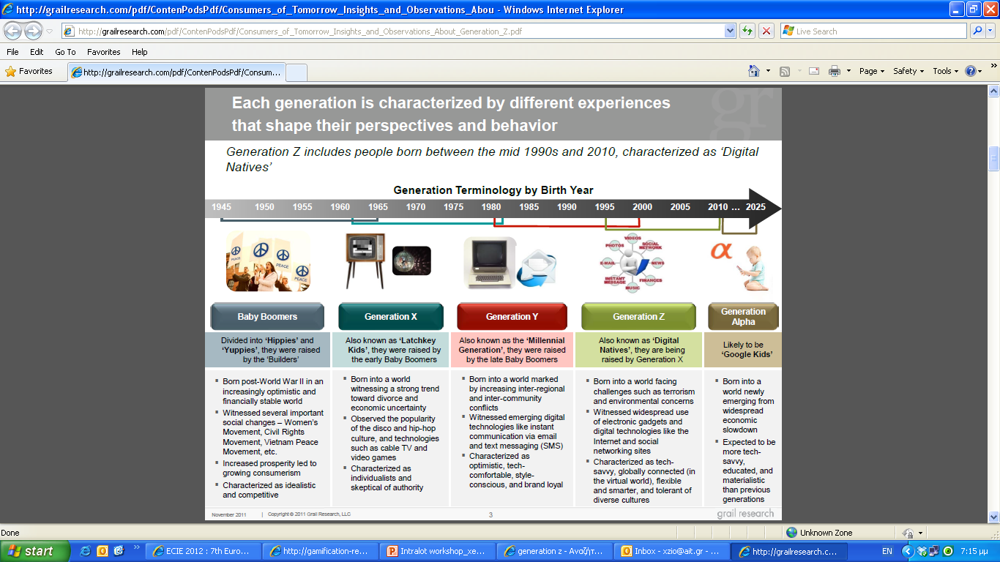 http://grailresearch.com/pdf/ContenPodsPdf/Consumers_of_Tomorrow_Insights_and_Observations_Abou - Windows Internet Explorer
http://grailresearch.com/pdf/ContenPodsPdf/Consumers_of_Tomorrow_Insights_and_Observations_About_Generation_Z.pdf
Live Search
File Edit Go To Favorites Help
Favorites
http://grailresearch.com/pdf/ContenPodsPdf/Consum...
Page Safety Tools
gr
Each generation is characterized by different experiences
that shape their perspectives and behavior
Generation Z includes people born between the mid 1990s and 2010, characterized as ‘Digital
Natives’
Generation Terminology by Birth Year
1945 1950 1955 1960 1965 1970 1975 1980 1985 1990 1995 2000 2005 2010 ... 2025
PEACE
PEACE
PEACE
PEACE
VIDEOS
PHOTOS
SOCIAL
NETWORK
E-MAIL
NEWS
INSTANT
MESSAGE
FINANCES
MUSIC
α
Baby Boomers
Divided into ‘Hippies’ and
‘Yuppies’, they were raised
by the ‘Builders’
Born post-World War II in an
increasingly optimistic and
financially stable world
Witnessed several important
social changes – Women’s
Movement, Civil Rights
Movement, Vietnam Peace
Movement, etc.
Increased prosperity led to
growing consumerism
Characterized as idealistic
and competitive
Generation X
Also known as ‘Latchkey
Kids’, they were raised by
the early Baby Boomers
Born into a world
witnessing a strong trend
toward divorce and
economic uncertainty
Observed the popularity
of the disco and hip-hop
culture, and technologies
such as cable TV and
video games
Characterized as
individualists and
skeptical of authority
Generation Y
Also known as the ‘Millennial
Generation’, they were raised
by the late Baby Boomers
Born into a world marked
by increasing inter-regional
and inter-community
conflicts
Witnessed emerging digital
technologies like instant
communication via email
and text messaging (SMS)
Characterized as
optimistic, tech-
comfortable, style-
conscious, and brand loyal
Generation Z
Also known as ‘Digital
Natives’, they are being
raised by Generation X
Born into a world facing
challenges such as terrorism
and environmental concerns
Witnessed widespread use
of electronic gadgets and
digital technologies like the
Internet and social
networking sites
Characterized as tech-
savvy, globally connected (in
the virtual world), flexible
and smarter, and tolerant of
diverse cultures
Generation
Alpha
Likely to be
‘Google Kids’
Born into a
world newly
emerging from
widespread
economic
slowdown
Expected to be
more tech-
savvy,
educated, and
materialistic
than previous
generations
November 2011 | Copyright © 2011 Grail Research, LLC
3
grail research
Done
Unknown Zone
start
ECIE 2012 : 7th Euro...
http://gamification-re...
Intralot workshop_xe...
generation z - Αναζήτ...
Inbox - xzio@ait.gr - ...
http://grailresearch.c...
EN
7:15 μμ